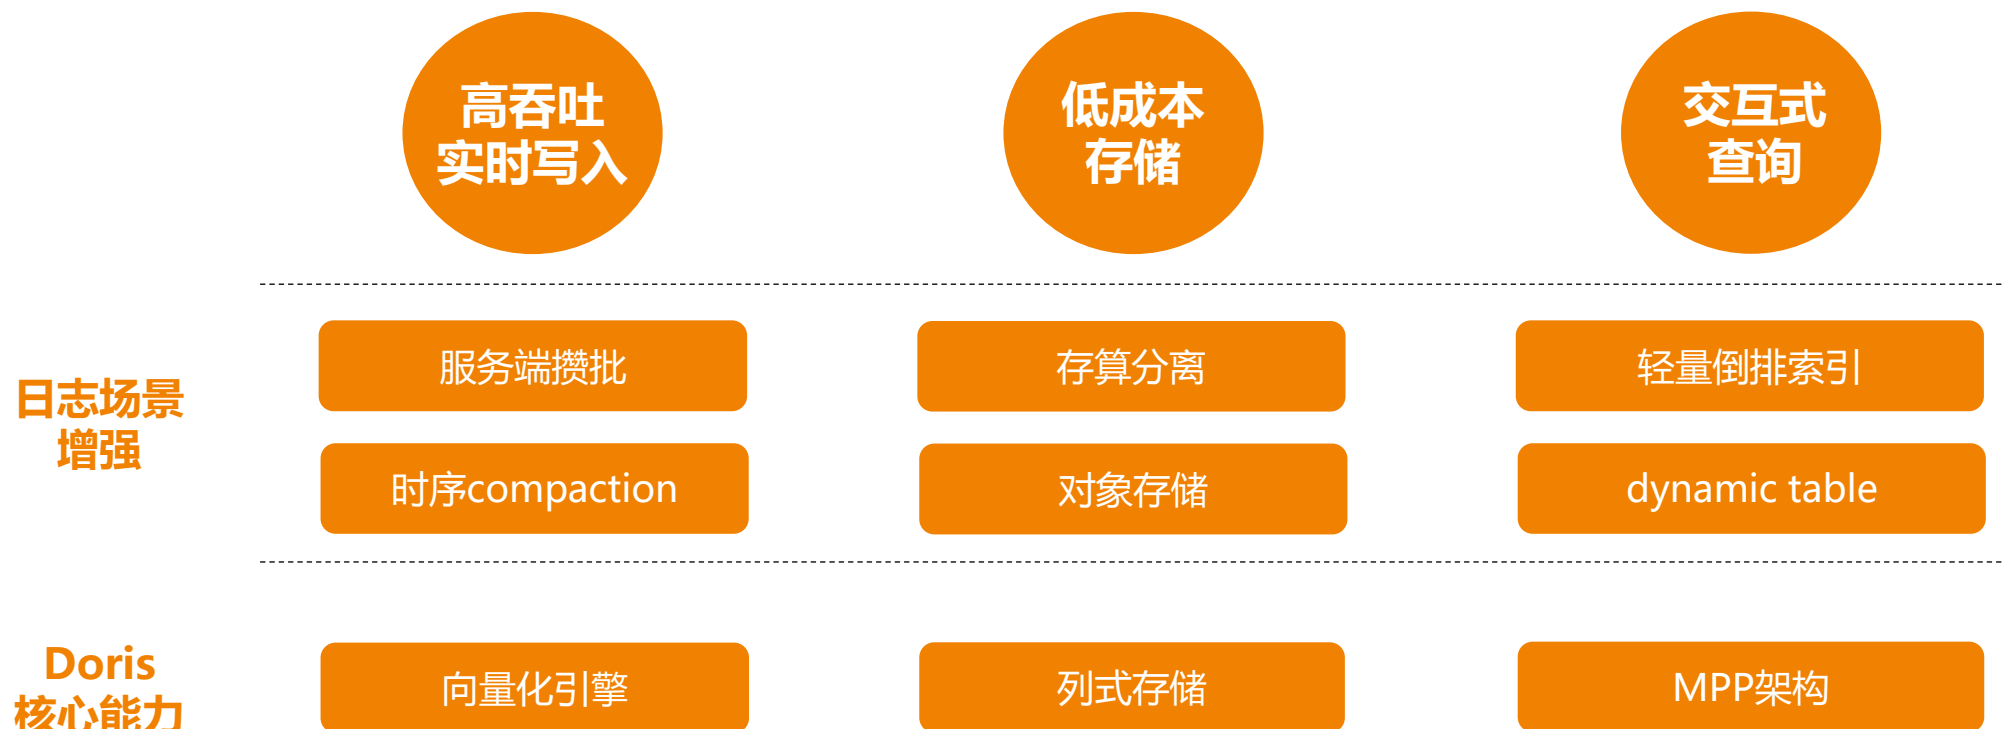 高吞吐
实时写入
低成本
存储
交互式
查询
日志场景
增强
服务端攒批
存算分离
轻量倒排索引
时序compaction
对象存储
dynamic table
Doris
核心能力
向量化引擎
列式存储
MPP架构